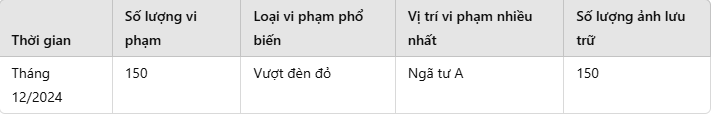 Thời gian
Số lượng vi
phạm
Loại vi phạm phổ
biến
Vị trí vi phạm nhiều
nhất
Số lượng ảnh lưu
trữ
Tháng
12/2024
150
Vượt đèn đỏ
Ngã tư A
150